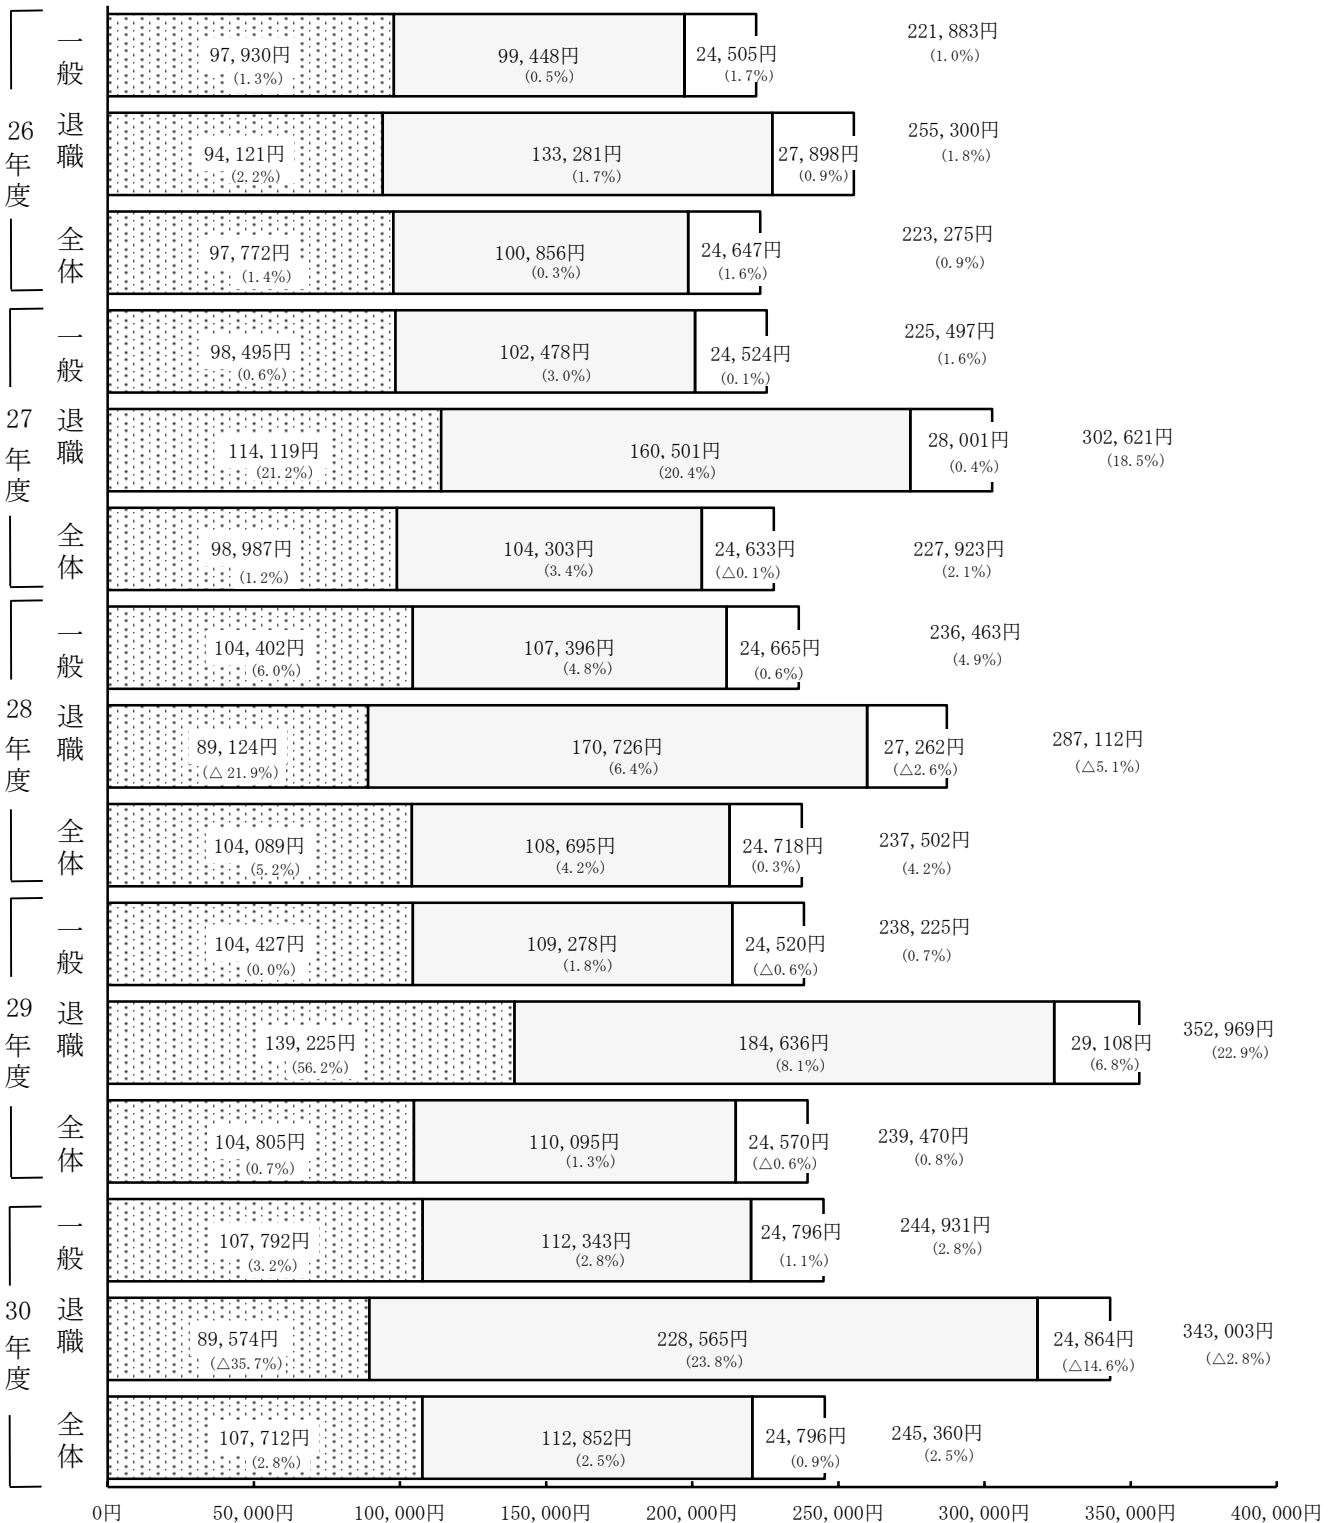 26年度
一般
97,930円 99,448円 24,505円 221,883円
(1.3%) (0.5%) (1.7%) (1.0%)
退職
94,121円 133,281円 27,898円 255,300円
(2.2%) (1.7%) (0.9%) (1.8%)
全体
97,772円 100,856円 24,647円 223,275円
(1.4%) (0.3%) (1.6%) (0.9%)
27年度
一般
98,495円 102,478円 24,524円 225,497円
(0.6%) (3.0%) (0.1%) (1.6%)
退職
114,119円 160,501円 28,001円 302,621円
(21.2%) (20.4%) (0.4%) (18.5%)
全体
98,987円 104,303円 24,633円 227,923円
(1.2%) (3.4%) (△0.1%) (2.1%)
28年度
一般
104,402円 107,396円 24,665円 236,463円
(6.0%) (4.8%) (0.6%) (4.9%)
退職
89,124円 170,726円 27,262円 287,112円
(△21.9%) (6.4%) (△2.6%) (△5.1%)
全体
104,089円 108,695円 24,718円 237,502円
(5.2%) (4.2%) (0.3%) (4.2%)
29年度
一般
104,427円 109,278円 24,520円 238,225円
(0.0%) (1.8%) (△0.6%) (0.7%)
退職
139,225円 184,636円 29,108円 352,969円
(56.2%) (8.1%) (6.8%) (22.9%)
全体
104,805円 110,095円 24,570円 239,470円
(0.7%) (1.3%) (△0.6%) (0.8%)
30年度
一般
107,792円 112,343円 24,796円 244,931円
(3.2%) (2.8%) (1.1%) (2.8%)
退職
89,574円 228,565円 24,864円 343,003円
(△35.7%) (23.8%) (△14.6%) (△2.8%)
全体
107,712円 112,852円 24,796円 245,360円
(2.8%) (2.5%) (0.9%) (2.5%)
0円 50,000円 100,000円 150,000円 200,000円 250,000円 300,000円 350,000円 400,000円